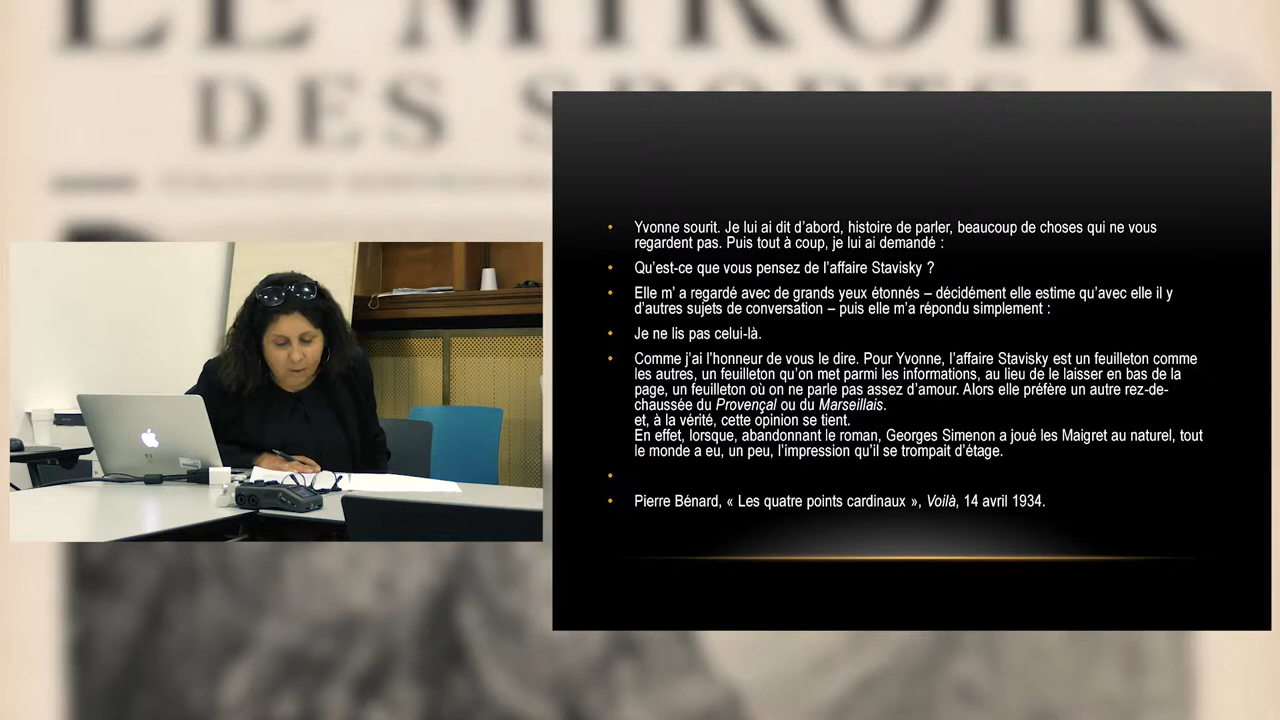 LE MIROIR
DES SPORTS
• Yvonne sourit. Je lui ai dit d’abord, histoire de parler, beaucoup de choses qui ne vous
regardent pas. Puis tout à coup, je lui ai demandé :
• Qu’est-ce que vous pensez de l’affaire Stavisky ?
• Elle m’ a regardé avec de grands yeux étonnés – décidément elle estime qu’avec elle il y
d’autres sujets de conversation – puis elle m’a répondu simplement :
• Je ne lis pas celui-là.
• Comme j’ai l’honneur de vous le dire. Pour Yvonne, l’affaire Stavisky est un feuilleton comme
les autres, un feuilleton qu’on met parmi les informations, au lieu de le laisser en bas de la
page, un feuilleton où on ne parle pas assez d’amour. Alors elle préfère un autre rez-de-
chaussée du Provençal ou du Marseillais.
et, à la vérité, cette opinion se tient.
En effet, lorsque, abandonnant le roman, Georges Simenon a joué les Maigret au naturel, tout
le monde a eu, un peu, l’impression qu’il se trompait d’étage.
•
• Pierre Bénard, « Les quatre points cardinaux », Voilà, 14 avril 1934.